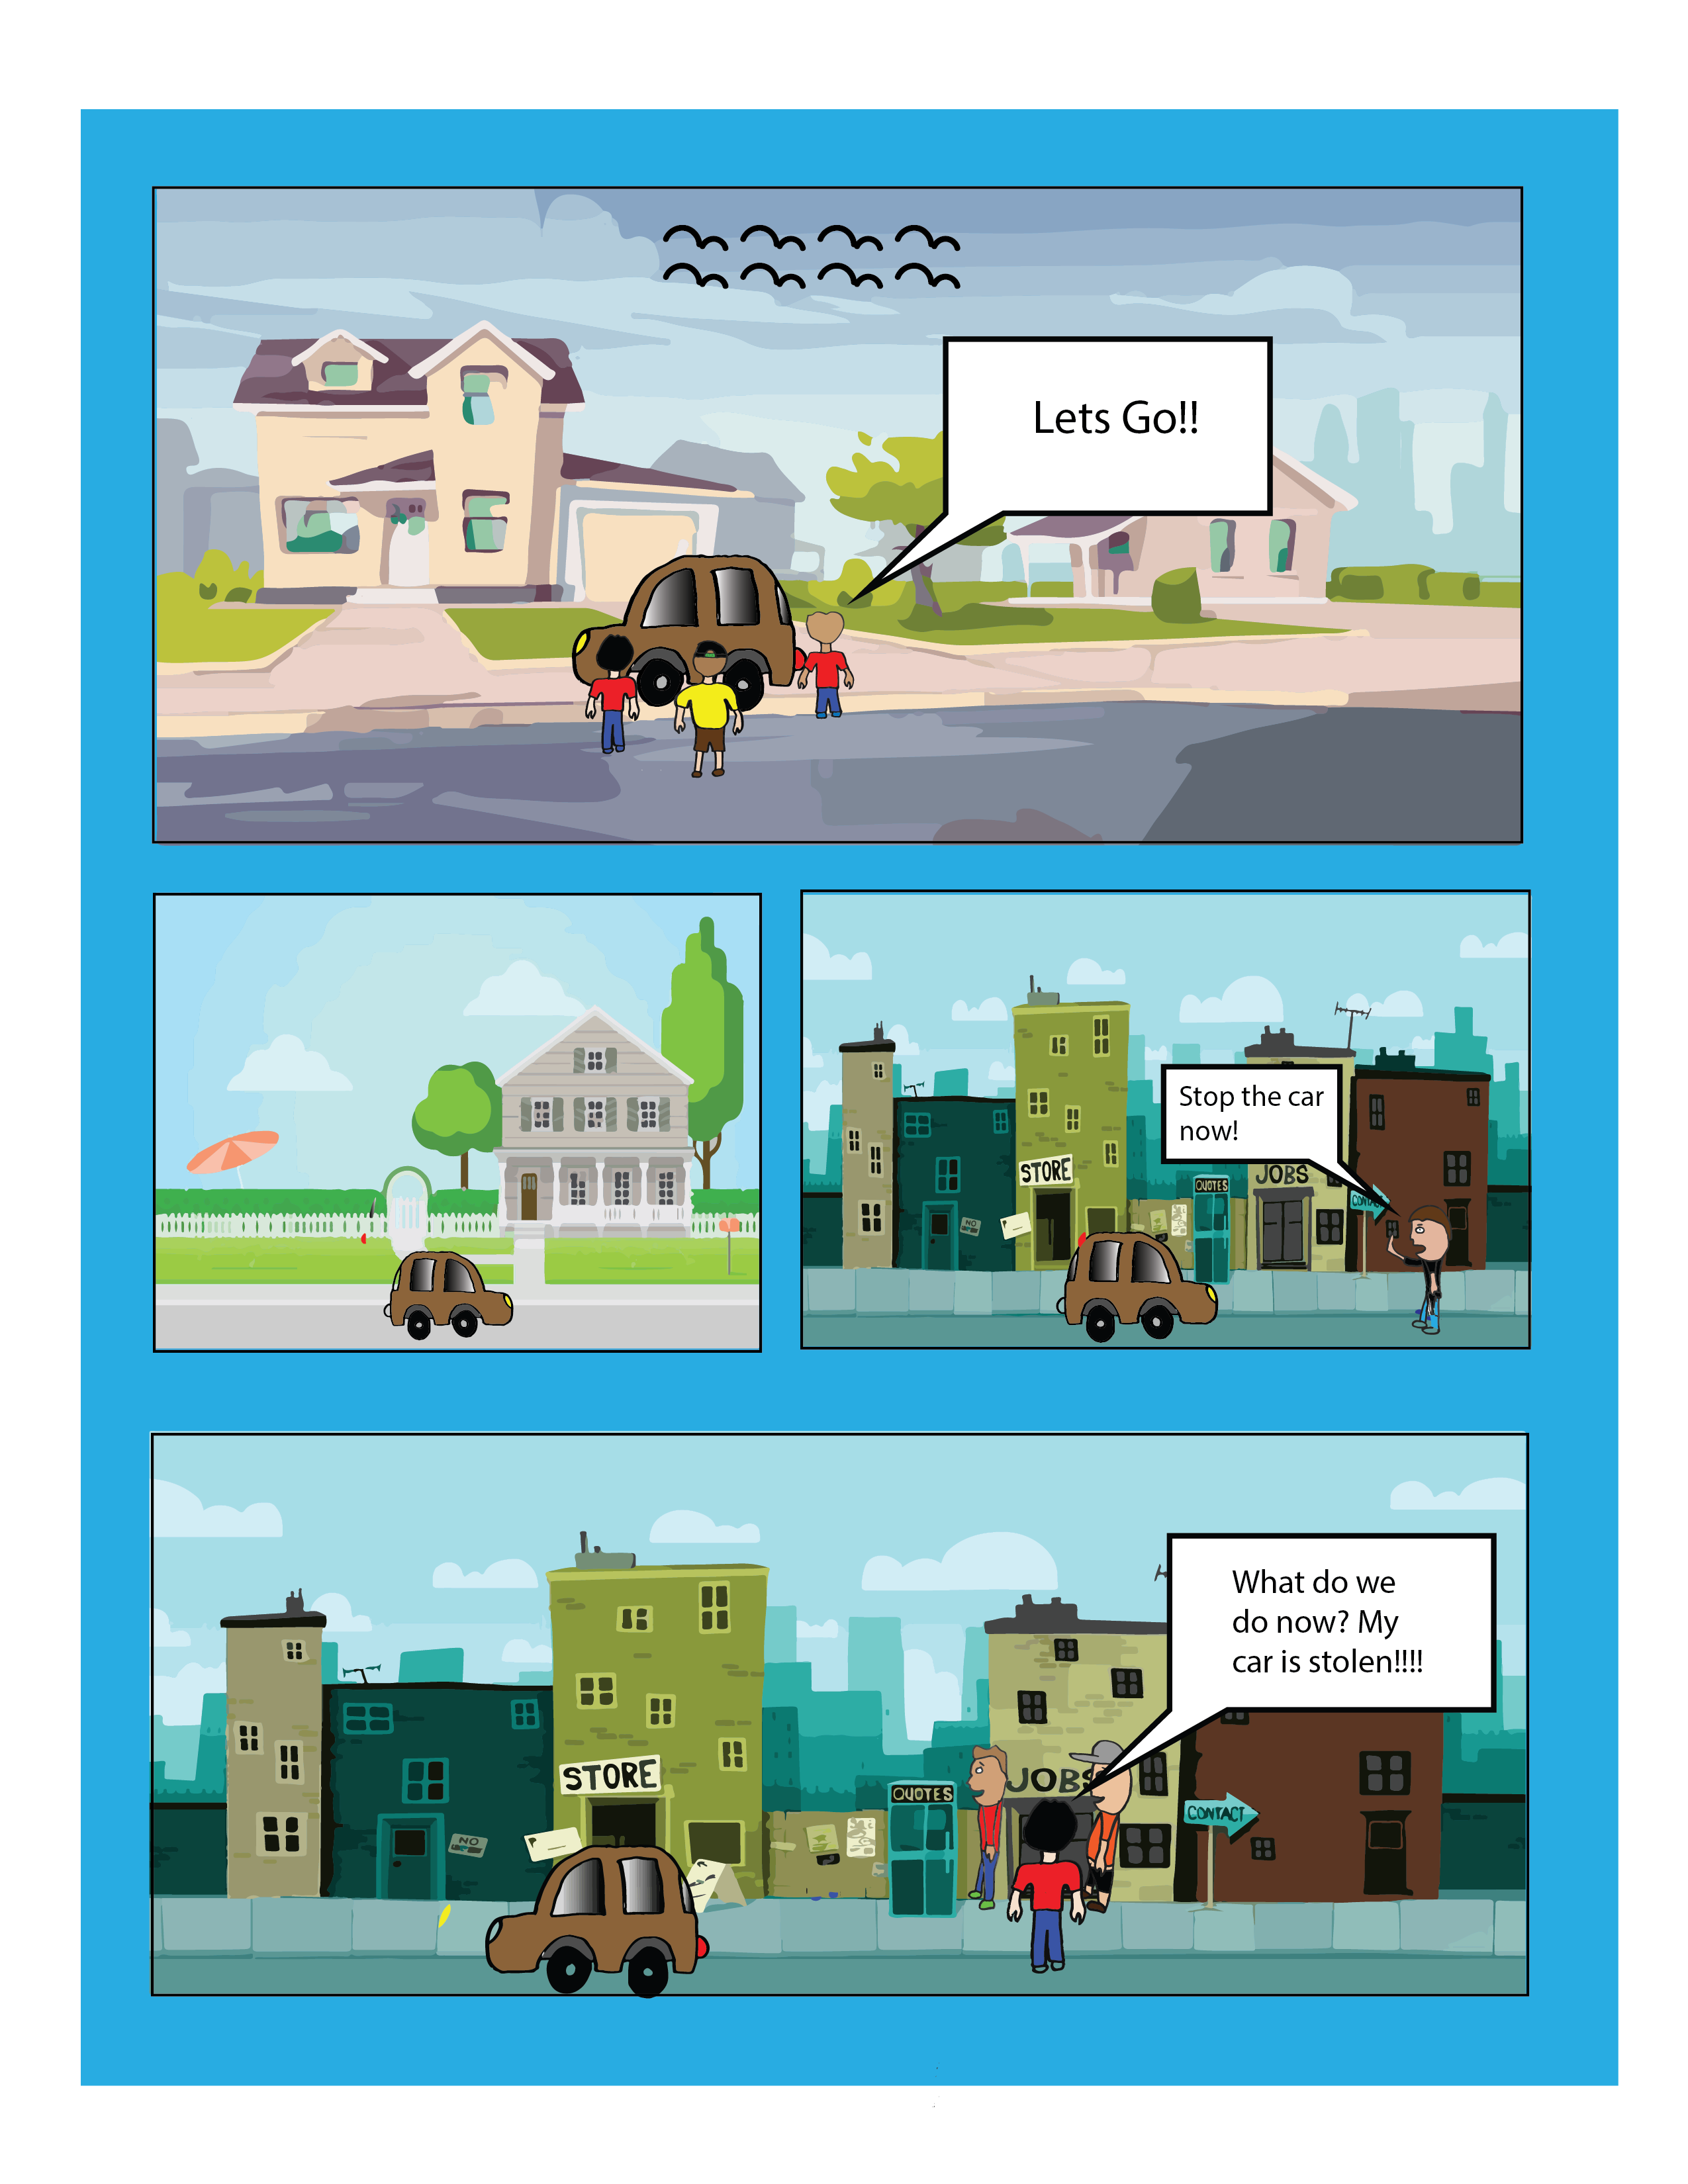 Lets Go!!
Stop the car
now!
STORE
QUOTES
JOBS
NO
CONTACT
What do we
do now? My
car is stolen!!!!
STORE
QUOTES
JOBS
NO
CONTACT